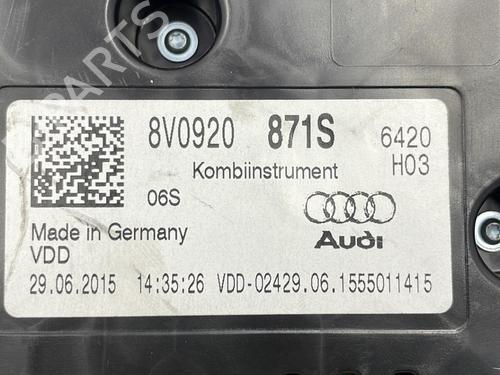 8V0920 871S 6420
Kombiinstrument H03
06S
Made in Germany
VDD
Audi
29.06.2015 14:35:26 VDD-02429.06.1555011415